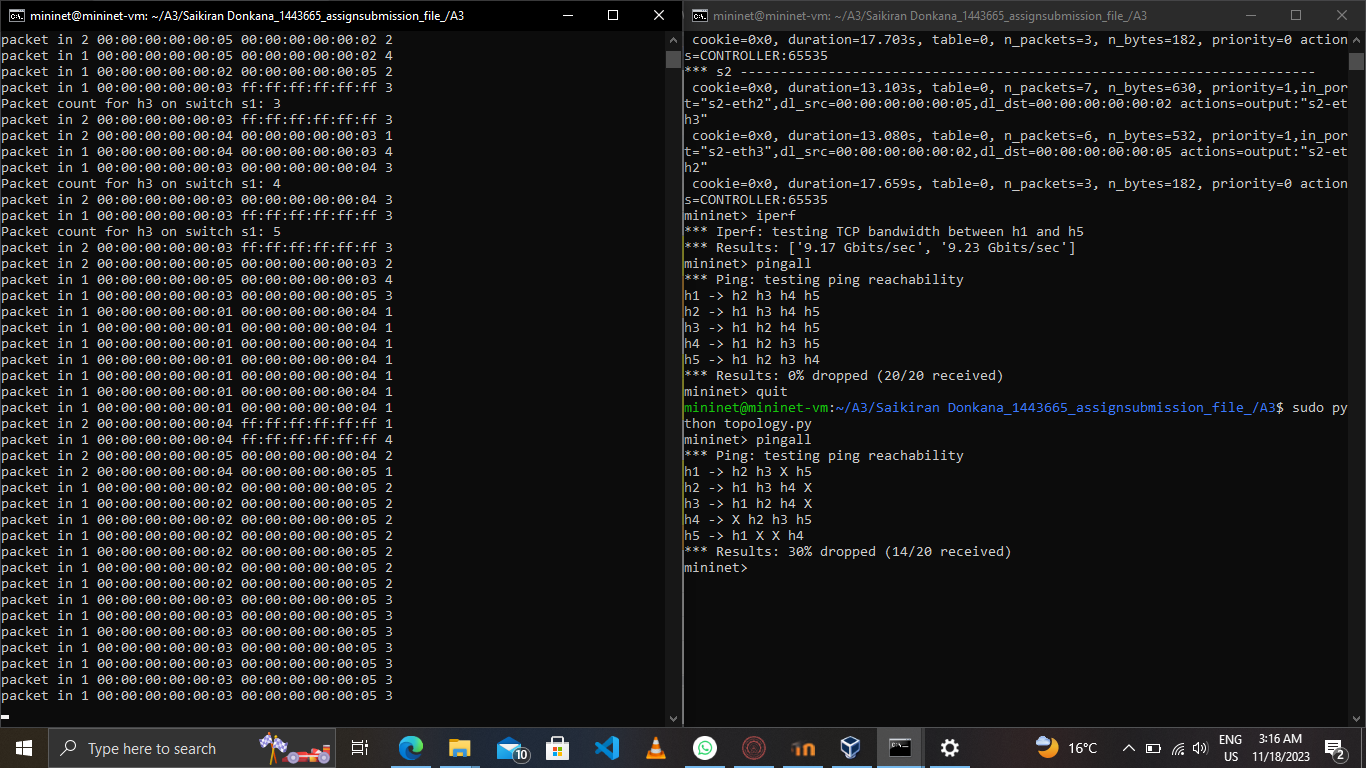 mininet@mininet-vm: ~/A3/Saikiran Donkana_1443665_assignsubmission_file_/A3
packet in 2 00:00:00:00:00:05 00:00:00:00:00:02 2
packet in 1 00:00:00:00:00:05 00:00:00:00:00:02 4
packet in 1 00:00:00:00:00:02 00:00:00:00:00:05 2
packet in 1 00:00:00:00:00:03 ff:ff:ff:ff:ff:ff 3
Packet count for h3 on switch s1: 3
packet in 2 00:00:00:00:00:03 ff:ff:ff:ff:ff:ff 3
packet in 2 00:00:00:00:00:04 00:00:00:00:00:03 1
packet in 1 00:00:00:00:00:04 00:00:00:00:00:03 4
packet in 1 00:00:00:00:00:03 00:00:00:00:00:04 3
Packet count for h3 on switch s1: 4
packet in 2 00:00:00:00:00:03 00:00:00:00:00:04 3
packet in 1 00:00:00:00:00:03 ff:ff:ff:ff:ff:ff 3
Packet count for h3 on switch s1: 5
packet in 2 00:00:00:00:00:03 ff:ff:ff:ff:ff:ff 3
packet in 2 00:00:00:00:00:05 00:00:00:00:00:03 2
packet in 1 00:00:00:00:00:05 00:00:00:00:00:03 4
packet in 1 00:00:00:00:00:03 00:00:00:00:00:05 3
packet in 1 00:00:00:00:00:01 00:00:00:00:00:04 1
packet in 1 00:00:00:00:00:01 00:00:00:00:00:04 1
packet in 1 00:00:00:00:00:01 00:00:00:00:00:04 1
packet in 1 00:00:00:00:00:01 00:00:00:00:00:04 1
packet in 1 00:00:00:00:00:01 00:00:00:00:00:04 1
packet in 1 00:00:00:00:00:01 00:00:00:00:00:04 1
packet in 1 00:00:00:00:00:01 00:00:00:00:00:04 1
packet in 2 00:00:00:00:00:04 ff:ff:ff:ff:ff:ff 1
packet in 1 00:00:00:00:00:04 ff:ff:ff:ff:ff:ff 4
packet in 2 00:00:00:00:00:05 00:00:00:00:00:04 2
packet in 2 00:00:00:00:00:04 00:00:00:00:00:05 1
packet in 1 00:00:00:00:00:02 00:00:00:00:00:05 2
packet in 1 00:00:00:00:00:02 00:00:00:00:00:05 2
packet in 1 00:00:00:00:00:02 00:00:00:00:00:05 2
packet in 1 00:00:00:00:00:02 00:00:00:00:00:05 2
packet in 1 00:00:00:00:00:02 00:00:00:00:00:05 2
packet in 1 00:00:00:00:00:02 00:00:00:00:00:05 2
packet in 1 00:00:00:00:00:02 00:00:00:00:00:05 2
packet in 1 00:00:00:00:00:03 00:00:00:00:00:05 3
packet in 1 00:00:00:00:00:03 00:00:00:00:00:05 3
packet in 1 00:00:00:00:00:03 00:00:00:00:00:05 3
packet in 1 00:00:00:00:00:03 00:00:00:00:00:05 3
packet in 1 00:00:00:00:00:03 00:00:00:00:00:05 3
packet in 1 00:00:00:00:00:03 00:00:00:00:00:05 3
packet in 1 00:00:00:00:00:03 00:00:00:00:00:05 3
mininet@mininet-vm: ~/A3/Saikiran Donkana_1443665_assignsubmission_file_/A3
cookie=0x0, duration=17.703s, table=0, n_packets=3, n_bytes=182, priority=0 action
s=CONTROLLER:65535
*** s2 ------------------------------------------------------------------------
cookie=0x0, duration=13.103s, table=0, n_packets=7, n_bytes=630, priority=1,in_por
t="s2-eth2",dl_src=00:00:00:00:00:05,dl_dst=00:00:00:00:00:02 actions=output:"s2-et
h3"
cookie=0x0, duration=13.080s, table=0, n_packets=6, n_bytes=532, priority=1,in_por
t="s2-eth3",dl_src=00:00:00:00:00:02,dl_dst=00:00:00:00:00:05 actions=output:"s2-et
h2"
cookie=0x0, duration=17.659s, table=0, n_packets=3, n_bytes=182, priority=0 action
s=CONTROLLER:65535
mininet> iperf
*** Iperf: testing TCP bandwidth between h1 and h5
*** Results: ['9.17 Gbits/sec', '9.23 Gbits/sec']
mininet> pingall
*** Ping: testing ping reachability
h1 -> h2 h3 h4 h5
h2 -> h1 h3 h4 h5
h3 -> h1 h2 h4 h5
h4 -> h1 h2 h3 h5
h5 -> h1 h2 h3 h4
*** Results: 0% dropped (20/20 received)
mininet> quit
mininet@mininet-vm:~/A3/Saikiran Donkana_1443665_assignsubmission_file_/A3$ sudo py
thon topology.py
mininet> pingall
*** Ping: testing ping reachability
h1 -> h2 h3 X h5
h2 -> h1 h3 h4 X
h3 -> h1 h2 h4 X
h4 -> X h2 h3 h5
h5 -> h1 X X h4
*** Results: 30% dropped (14/20 received)
mininet>
Type here to search
10
16°C
ENG
US
3:16 AM
11/18/2023
2